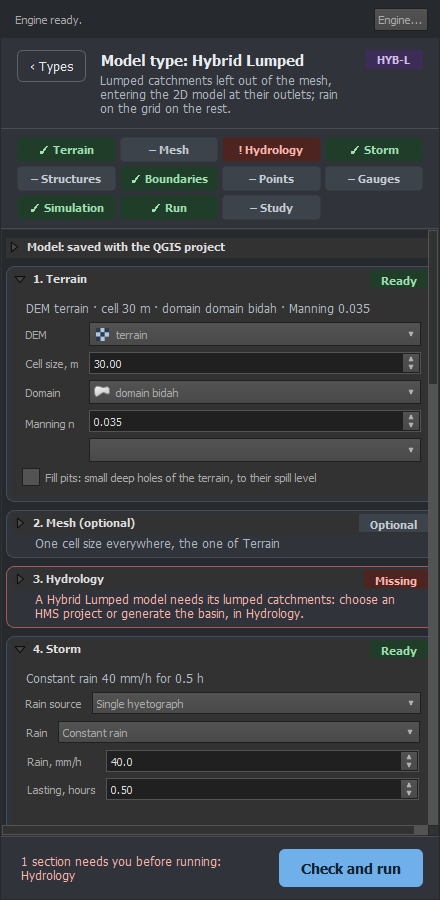 Engine ready.
Engine...
‹ Types
Model type: Hybrid Lumped
HYB-L
Lumped catchments left out of the mesh,
entering the 2D model at their outlets; rain
on the grid on the rest.
✓ Terrain
– Mesh
! Hydrology
✓ Storm
– Structures
✓ Boundaries
– Points
– Gauges
✓ Simulation
✓ Run
– Study
Model: saved with the QGIS project
1. Terrain
Ready
DEM terrain · cell 30 m · domain domain bidah · Manning 0.035
DEM
terrain
Cell size, m
30.00
Domain
domain bidah
Manning n
0.035
Fill pits: small deep holes of the terrain, to their spill level
2. Mesh (optional)
Optional
One cell size everywhere, the one of Terrain
3. Hydrology
Missing
A Hybrid Lumped model needs its lumped catchments: choose an
HMS project or generate the basin, in Hydrology.
4. Storm
Ready
Constant rain 40 mm/h for 0.5 h
Rain source
Single hyetograph
Rain
Constant rain
Rain, mm/h
40.0
Lasting, hours
0.50
1 section needs you before running:
Hydrology
Check and run